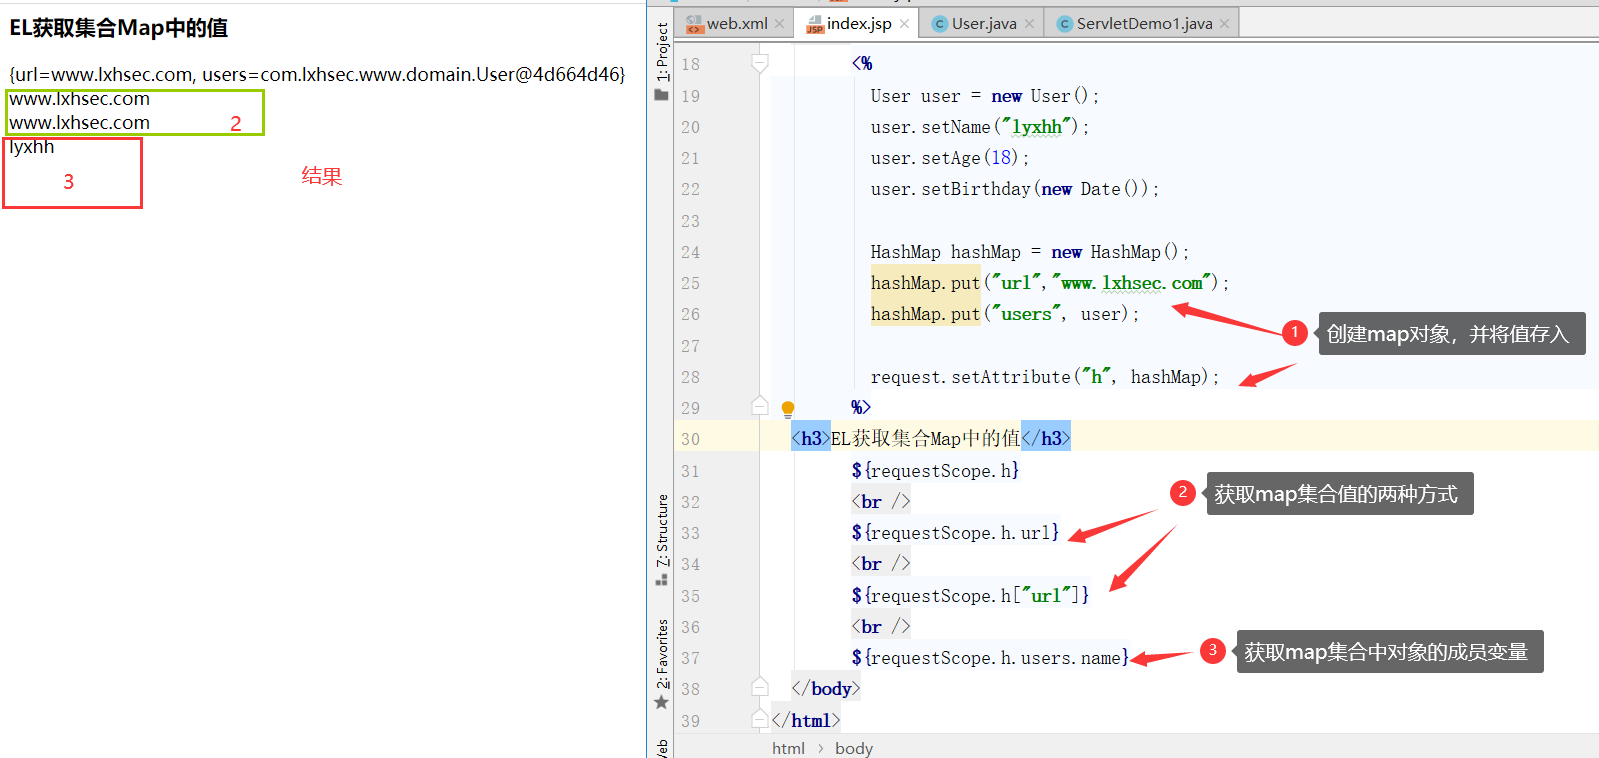 EL获取集合Map中的值
{url=www.lxhsec.com, users=com.lxhsec.www.domain.User@4d664d46}
www.lxhsec.com
www.lxhsec.com
2
lyxhh
3
结果
1: Project
7: Structure
2: Favorites
web.xml
index.jsp
User.java
ServletDemo1.java
18 <%
19 User user = new User();
20 user.setName("lyxhh");
21 user.setAge(18);
22 user.setBirthday(new Date());
23
24 HashMap hashMap = new HashMap();
25 hashMap.put("url","www.lxhsec.com");
26 hashMap.put("users", user);
1 创建map对象，并将值存入
27
28 request.setAttribute("h", hashMap);
29 %>
30 <h3>EL获取集合Map中的值</h3>
31 ${requestScope.h}
32 <br />
2 获取map集合值的两种方式
33 ${requestScope.h.url}
34 <br />
35 ${requestScope.h["url"]}
36 <br />
37 ${requestScope.h.users.name}
3 获取map集合中对象的成员变量
38 </body>
39 </html>
html › body